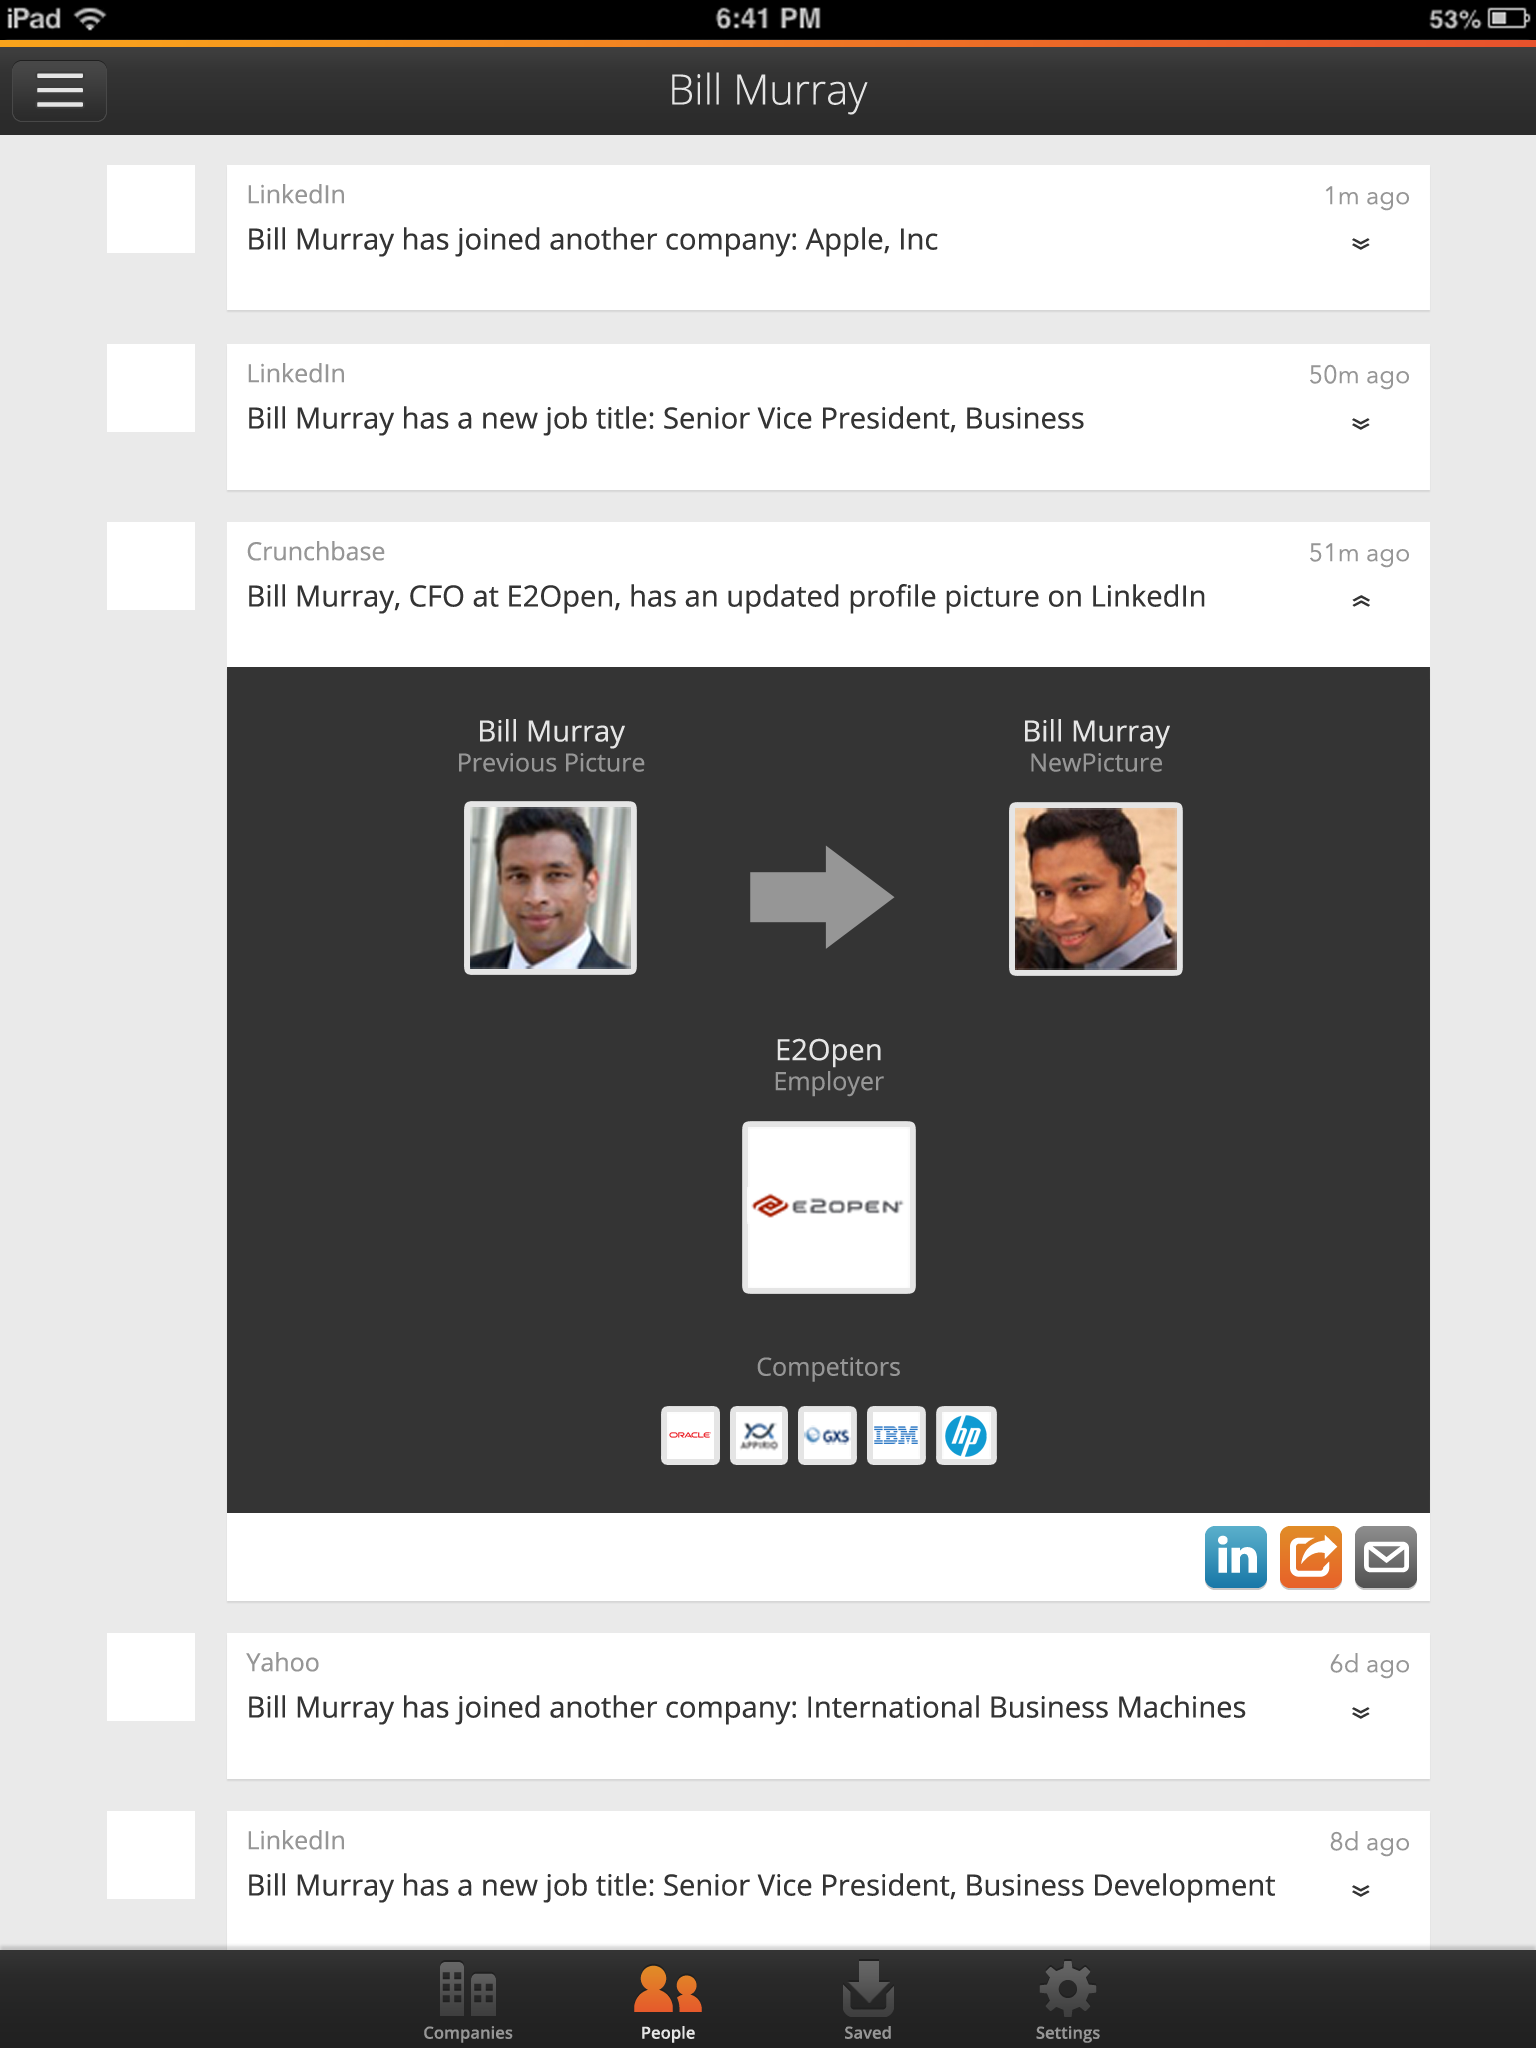 iPad 6:41 PM 53%
Bill Murray
LinkedIn 1m ago
Bill Murray has joined another company: Apple, Inc
LinkedIn 50m ago
Bill Murray has a new job title: Senior Vice President, Business
Crunchbase 51m ago
Bill Murray, CFO at E2Open, has an updated profile picture on LinkedIn
Bill Murray Bill Murray
Previous Picture NewPicture
E2Open
Employer
E2OPEN
Competitors
ORACLE APPIRIO GXS IBM hp
in
Yahoo 6d ago
Bill Murray has joined another company: International Business Machines
LinkedIn 8d ago
Bill Murray has a new job title: Senior Vice President, Business Development
Companies People Saved Settings